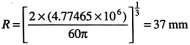 R = [2 × (4.77465 × 10⁶) / 60π]^(1/3) = 37 mm